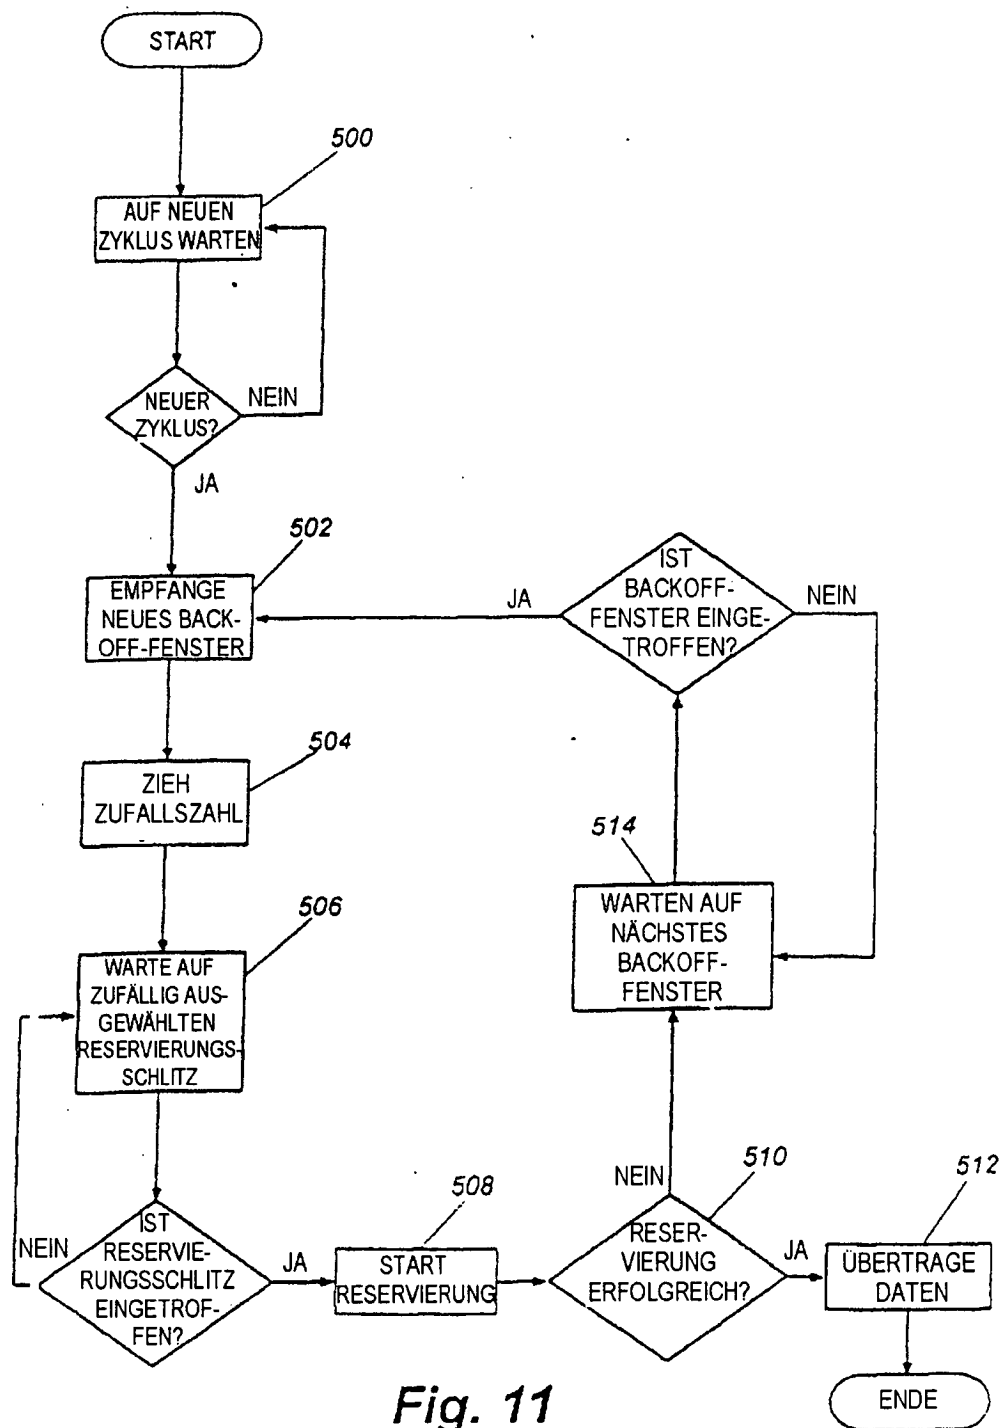 START
500
AUF NEUEN
ZYKLUS WARTEN
NEUER
ZYKLUS?
NEIN
JA
502
EMPFANGE
NEUES BACK-
OFF-FENSTER
JA
IST
BACKOFF-
FENSTER EINGE-
TROFFEN?
NEIN
504
ZIEH
ZUFALLSZAHL
514
WARTEN AUF
NÄCHSTES
BACKOFF-
FENSTER
506
WARTE AUF
ZUFÄLLIG AUS-
GEWÄHLTEN
RESERVIERUNGS-
SCHLITZ
NEIN
IST
RESERVIE-
RUNGSSCHLITZ
EINGETROF-
FEN?
JA
508
START
RESERVIERUNG
NEIN
510
RESER-
VIERUNG
ERFOLGREICH?
JA
512
ÜBERTRAGE
DATEN
ENDE
Fig. 11